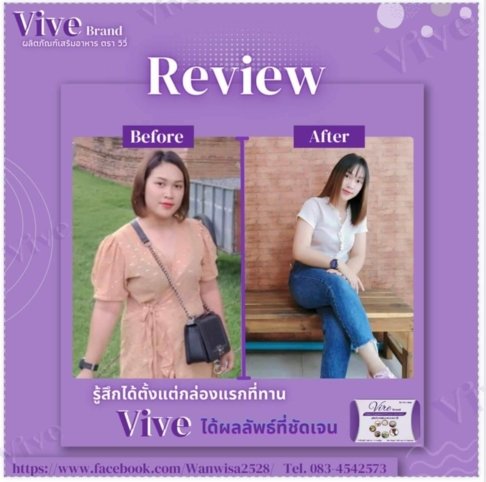 Vive Brand
ผลิตภัณฑ์เสริมอาหาร ตรา วีวี่
Review
Before
After
รู้สึกได้ตั้งแต่กล่องแรกที่ทาน
Vive ได้ผลลัพธ์ที่ชัดเจน
Vive Brand
https://www.facebook.com/Wanwisa2528/ Tel. 083-4542573